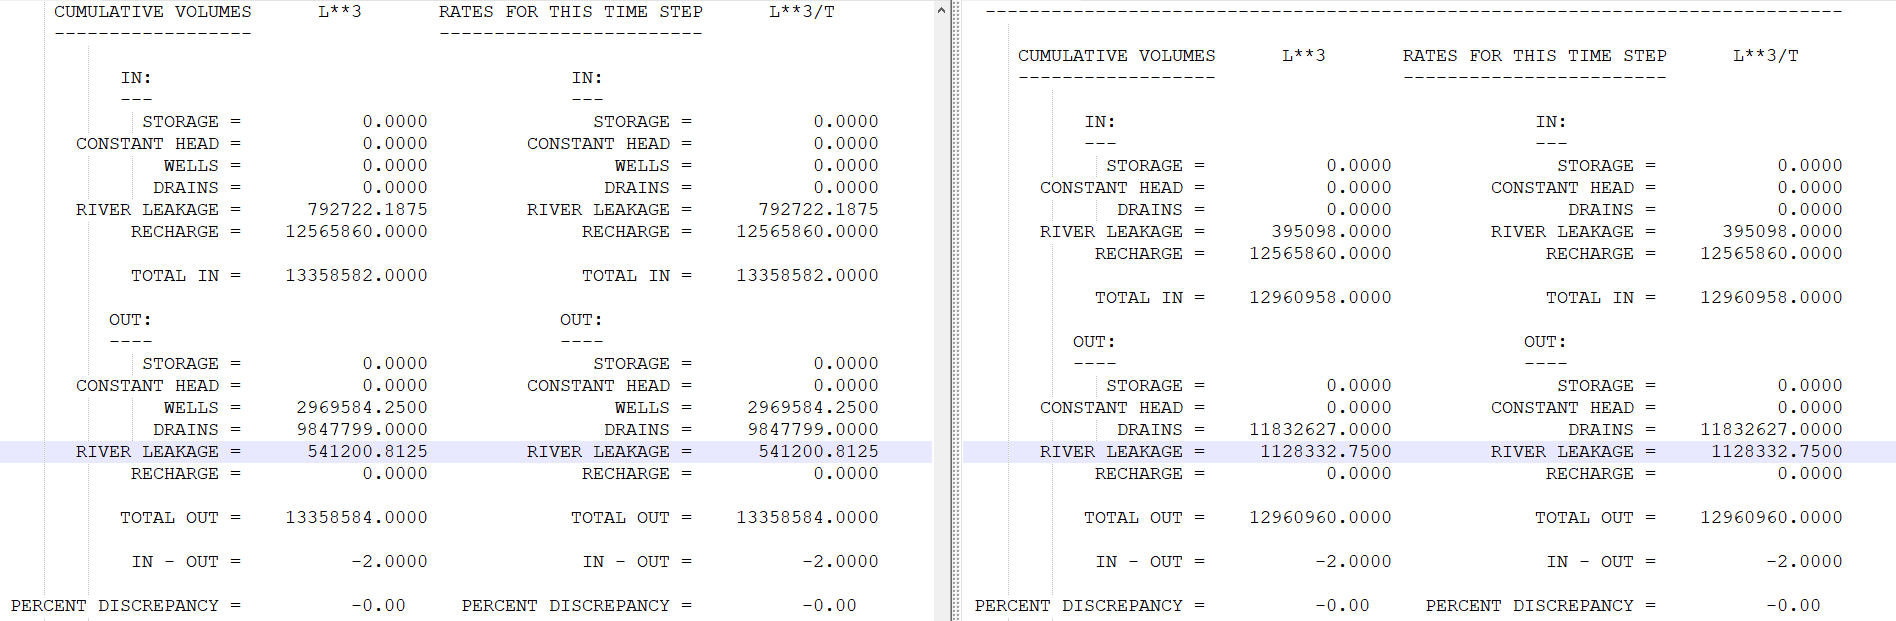 CUMULATIVE VOLUMES L**3 RATES FOR THIS TIME STEP L**3/T
------------------ ------------------------
IN: IN:
--- ---
STORAGE = 0.0000 STORAGE = 0.0000
CONSTANT HEAD = 0.0000 CONSTANT HEAD = 0.0000
WELLS = 0.0000 WELLS = 0.0000
DRAINS = 0.0000 DRAINS = 0.0000
RIVER LEAKAGE = 792722.1875 RIVER LEAKAGE = 792722.1875
RECHARGE = 12565860.0000 RECHARGE = 12565860.0000
TOTAL IN = 13358582.0000 TOTAL IN = 13358582.0000
OUT: OUT:
---- ----
STORAGE = 0.0000 STORAGE = 0.0000
CONSTANT HEAD = 0.0000 CONSTANT HEAD = 0.0000
WELLS = 2969584.2500 WELLS = 2969584.2500
DRAINS = 9847799.0000 DRAINS = 9847799.0000
RIVER LEAKAGE = 541200.8125 RIVER LEAKAGE = 541200.8125
RECHARGE = 0.0000 RECHARGE = 0.0000
TOTAL OUT = 13358584.0000 TOTAL OUT = 13358584.0000
IN - OUT = -2.0000 IN - OUT = -2.0000
PERCENT DISCREPANCY = -0.00 PERCENT DISCREPANCY = -0.00
------------------------------------------------------------------------------
CUMULATIVE VOLUMES L**3 RATES FOR THIS TIME STEP L**3/T
------------------ ------------------------
IN: IN:
--- ---
STORAGE = 0.0000 STORAGE = 0.0000
CONSTANT HEAD = 0.0000 CONSTANT HEAD = 0.0000
DRAINS = 0.0000 DRAINS = 0.0000
RIVER LEAKAGE = 395098.0000 RIVER LEAKAGE = 395098.0000
RECHARGE = 12565860.0000 RECHARGE = 12565860.0000
TOTAL IN = 12960958.0000 TOTAL IN = 12960958.0000
OUT: OUT:
---- ----
STORAGE = 0.0000 STORAGE = 0.0000
CONSTANT HEAD = 0.0000 CONSTANT HEAD = 0.0000
DRAINS = 11832627.0000 DRAINS = 11832627.0000
RIVER LEAKAGE = 1128332.7500 RIVER LEAKAGE = 1128332.7500
RECHARGE = 0.0000 RECHARGE = 0.0000
TOTAL OUT = 12960960.0000 TOTAL OUT = 12960960.0000
IN - OUT = -2.0000 IN - OUT = -2.0000
PERCENT DISCREPANCY = -0.00 PERCENT DISCREPANCY = -0.00